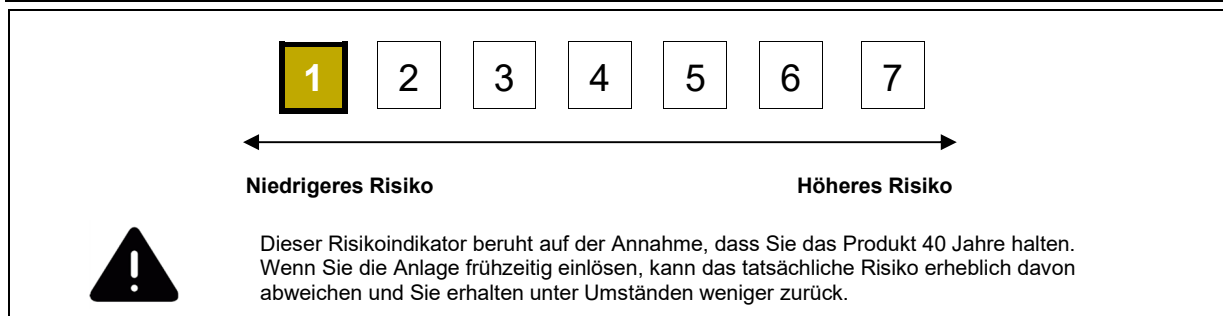 1 2 3 4 5 6 7
Niedrigeres Risiko Höheres Risiko
Dieser Risikoindikator beruht auf der Annahme, dass Sie das Produkt 40 Jahre halten.
Wenn Sie die Anlage frühzeitig einlösen, kann das tatsächliche Risiko erheblich davon
abweichen und Sie erhalten unter Umständen weniger zurück.